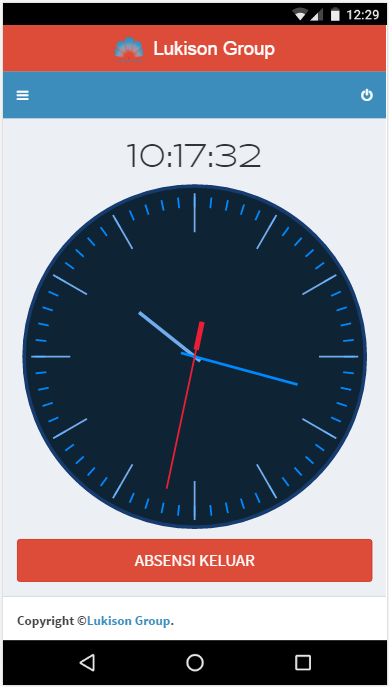 12:29
Lukison Group
10:17:32
ABSENSI KELUAR
Copyright ©Lukison Group.